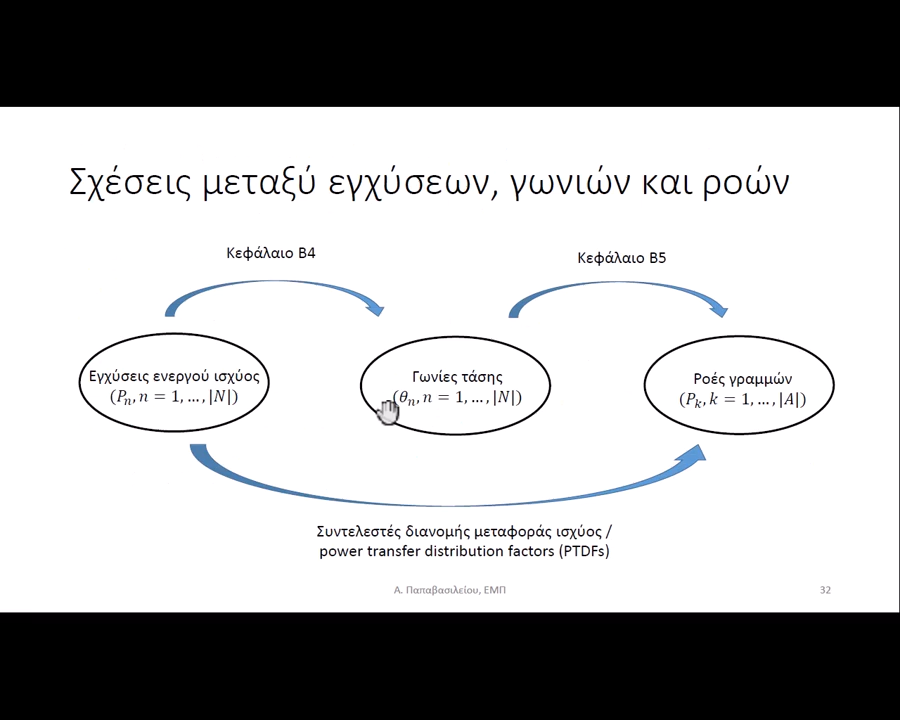 Σχέσεις μεταξύ εγχύσεων, γωνιών και ροών
Κεφάλαιο Β4
Κεφάλαιο Β5
Εγχύσεις ενεργού ισχύος
(Pₙ, n = 1, …, |N|)
Γωνίες τάσης
(θₙ, n = 1, …, |N|)
Ροές γραμμών
(Pₖ, k = 1, …, |A|)
Συντελεστές διανομής μεταφοράς ισχύος /
power transfer distribution factors (PTDFs)
Α. Παπαβασιλείου, ΕΜΠ
32